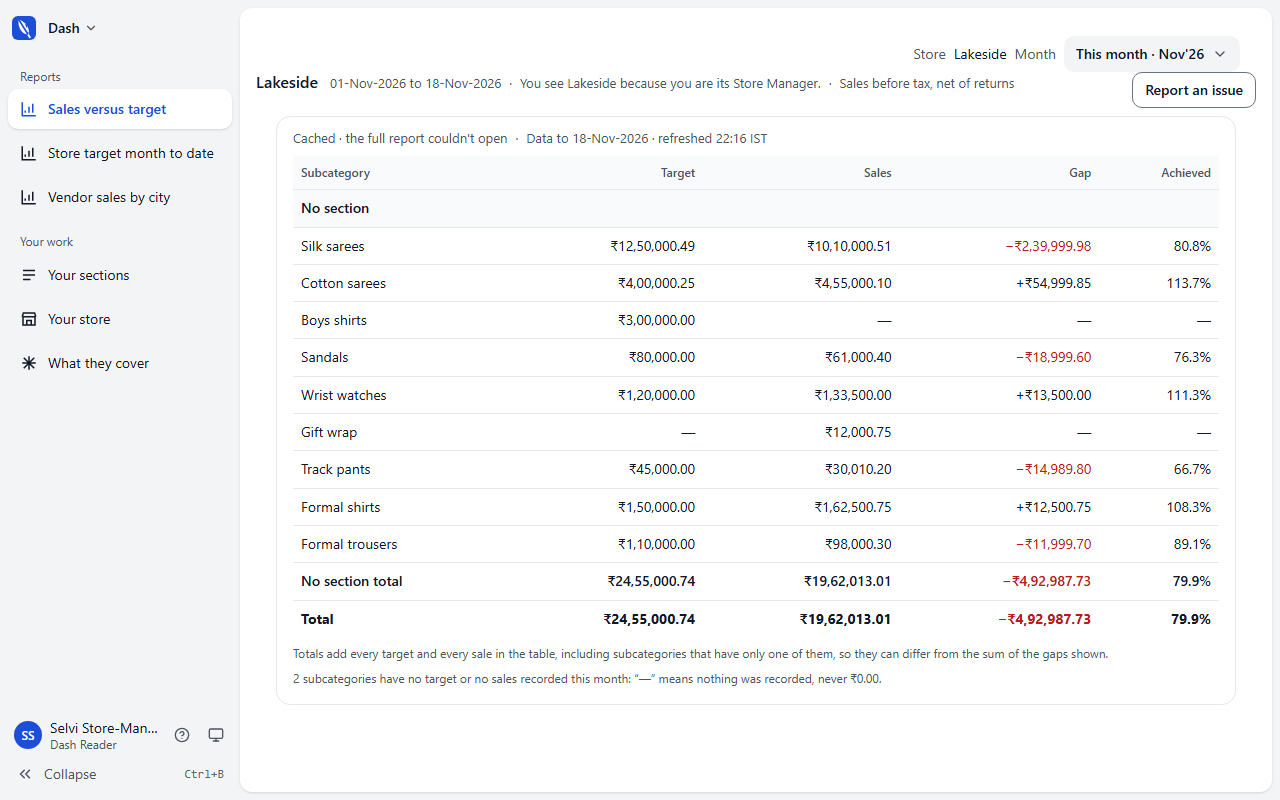 Dash
Reports
Sales versus target
Store target month to date
Vendor sales by city
Your work
Your sections
Your store
What they cover
SS
Selvi Store-Man...
Dash Reader
Collapse Ctrl+B
Store Lakeside Month This month · Nov'26
Lakeside 01-Nov-2026 to 18-Nov-2026 · You see Lakeside because you are its Store Manager. · Sales before tax, net of returns
Report an issue
Cached · the full report couldn't open · Data to 18-Nov-2026 · refreshed 22:16 IST
Subcategory Target Sales Gap Achieved
No section
Silk sarees ₹12,50,000.49 ₹10,10,000.51 −₹2,39,999.98 80.8%
Cotton sarees ₹4,00,000.25 ₹4,55,000.10 +₹54,999.85 113.7%
Boys shirts ₹3,00,000.00 — — —
Sandals ₹80,000.00 ₹61,000.40 −₹18,999.60 76.3%
Wrist watches ₹1,20,000.00 ₹1,33,500.00 +₹13,500.00 111.3%
Gift wrap — ₹12,000.75 — —
Track pants ₹45,000.00 ₹30,010.20 −₹14,989.80 66.7%
Formal shirts ₹1,50,000.00 ₹1,62,500.75 +₹12,500.75 108.3%
Formal trousers ₹1,10,000.00 ₹98,000.30 −₹11,999.70 89.1%
No section total ₹24,55,000.74 ₹19,62,013.01 −₹4,92,987.73 79.9%
Total ₹24,55,000.74 ₹19,62,013.01 −₹4,92,987.73 79.9%
Totals add every target and every sale in the table, including subcategories that have only one of them, so they can differ from the sum of the gaps shown.
2 subcategories have no target or no sales recorded this month: “—” means nothing was recorded, never ₹0.00.